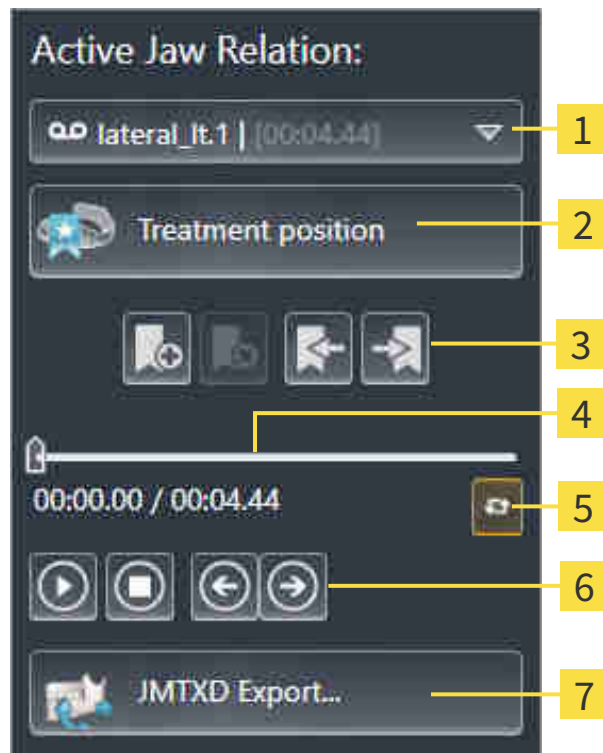 Active Jaw Relation:
lateral_lt.1 | [00:04.44]
1
Treatment position
2
3
4
00:00.00 / 00:04.44
5
6
JMTXD Export...
7